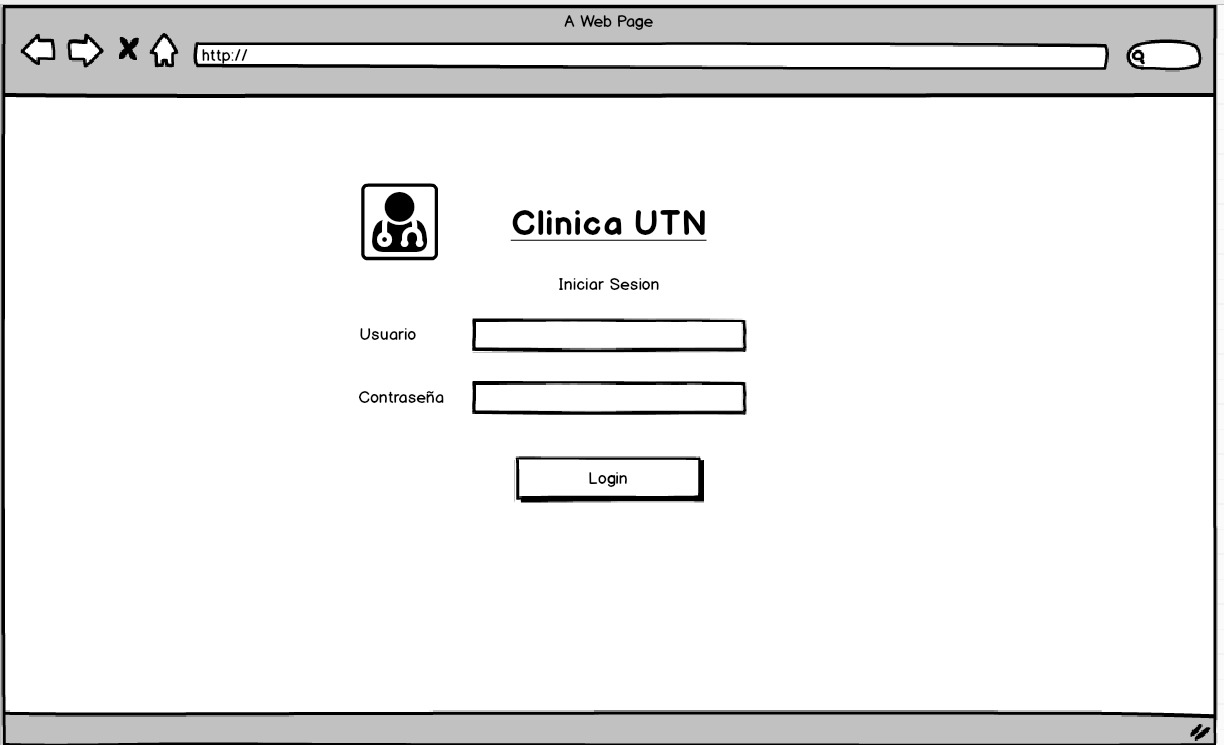 A Web Page
http://
Clinica UTN
Iniciar Sesion
Usuario
Contraseña
Login